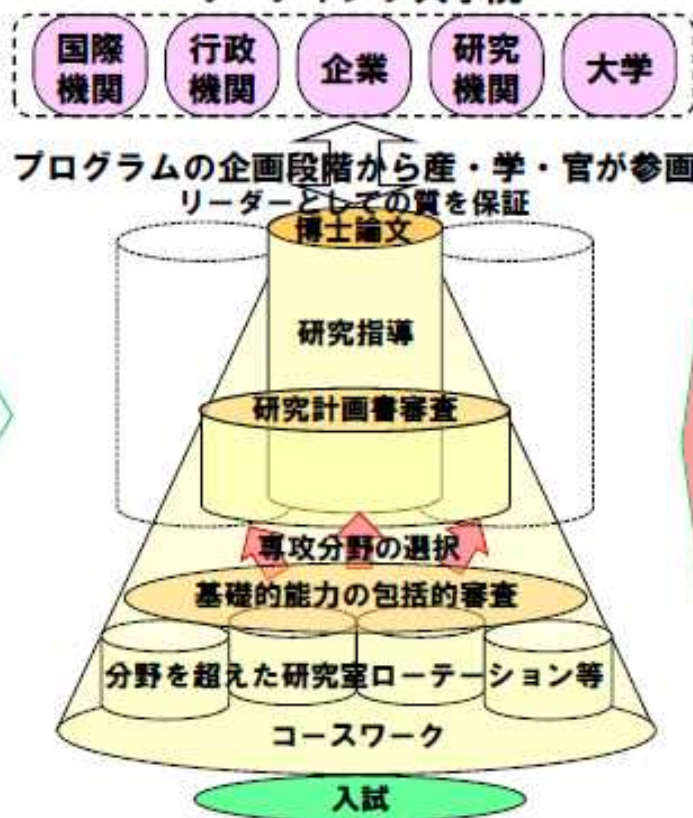 国際
機関
行政
機関
企業
研究
機関
大学
プログラムの企画段階から産・学・官が参画
リーダーとしての質を保証
博士論文
研究指導
研究計画書審査
専攻分野の選択
基礎的能力の包括的審査
分野を超えた研究室ローテーション等
コースワーク
入試